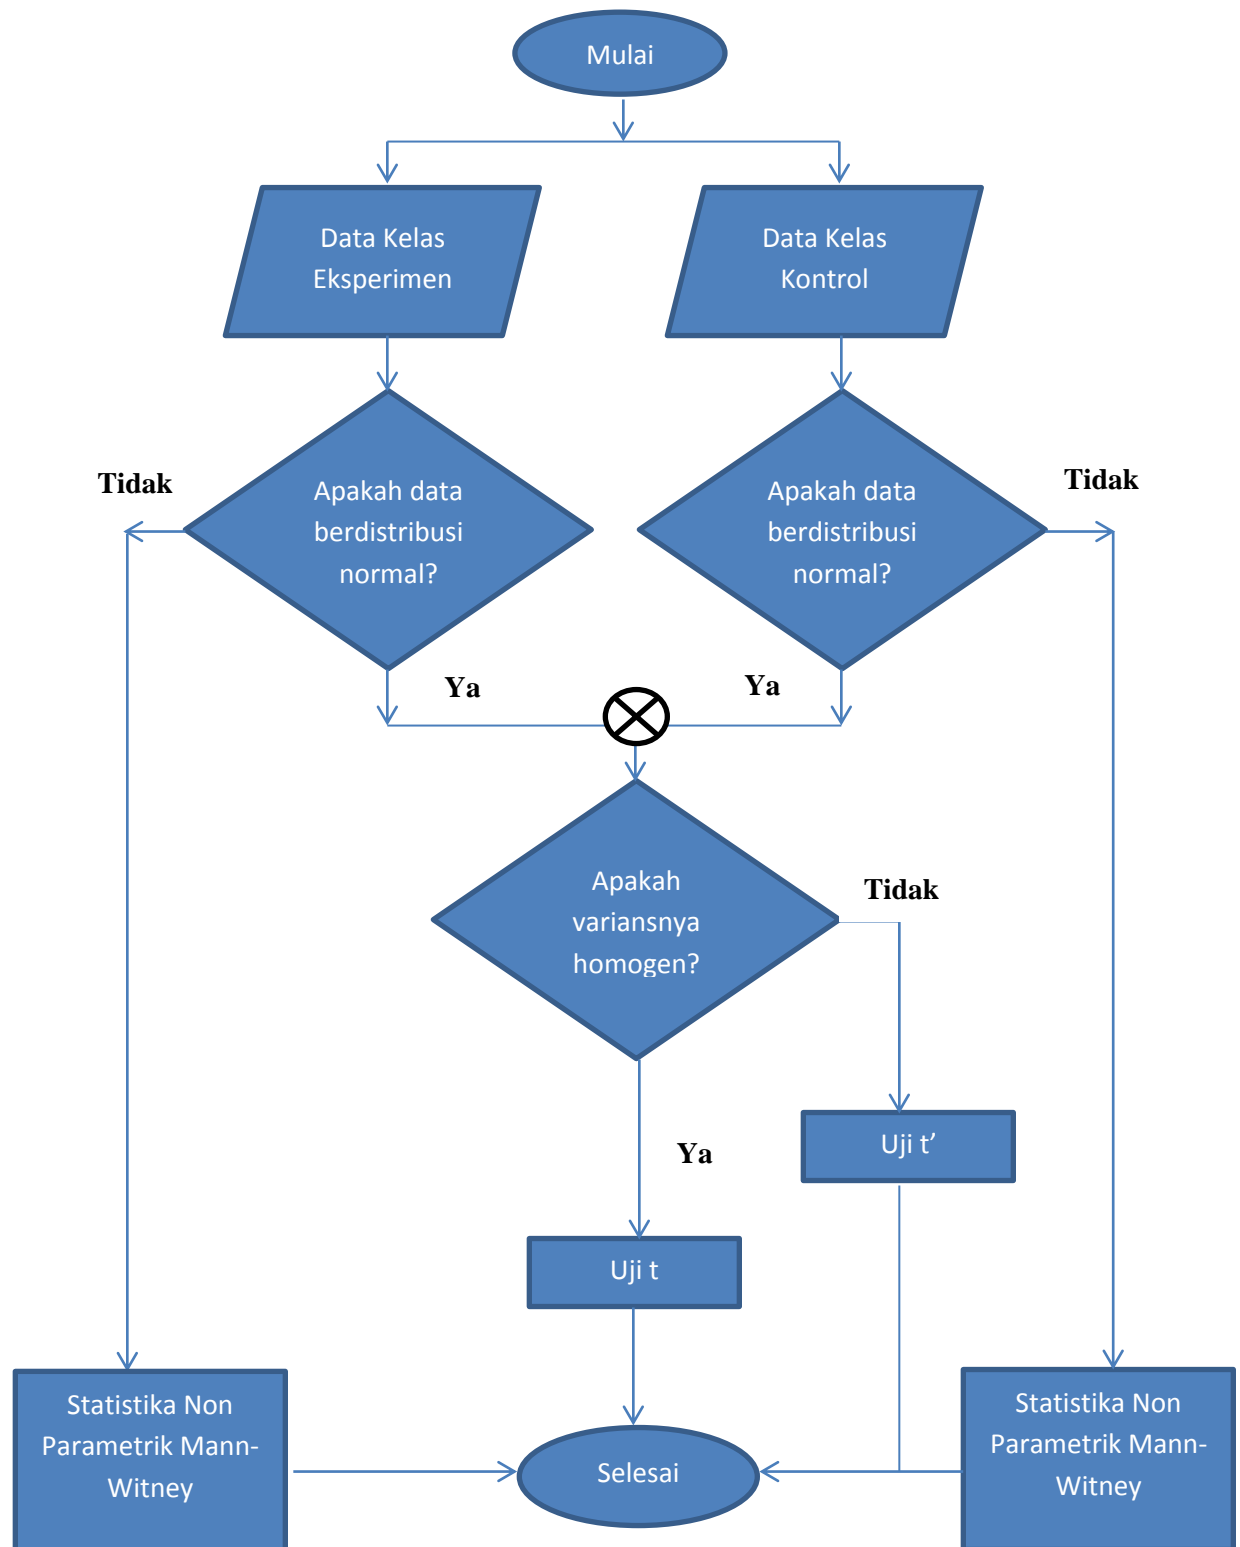 Mulai
Data Kelas
Eksperimen
Data Kelas
Kontrol
Tidak
Apakah data
berdistribusi
normal?
Apakah data
berdistribusi
normal?
Tidak
Ya
Ya
Apakah
variansnya
homogen?
Tidak
Ya
Uji t’
Uji t
Statistika Non
Parametrik Mann-
Witney
Selesai
Statistika Non
Parametrik Mann-
Witney